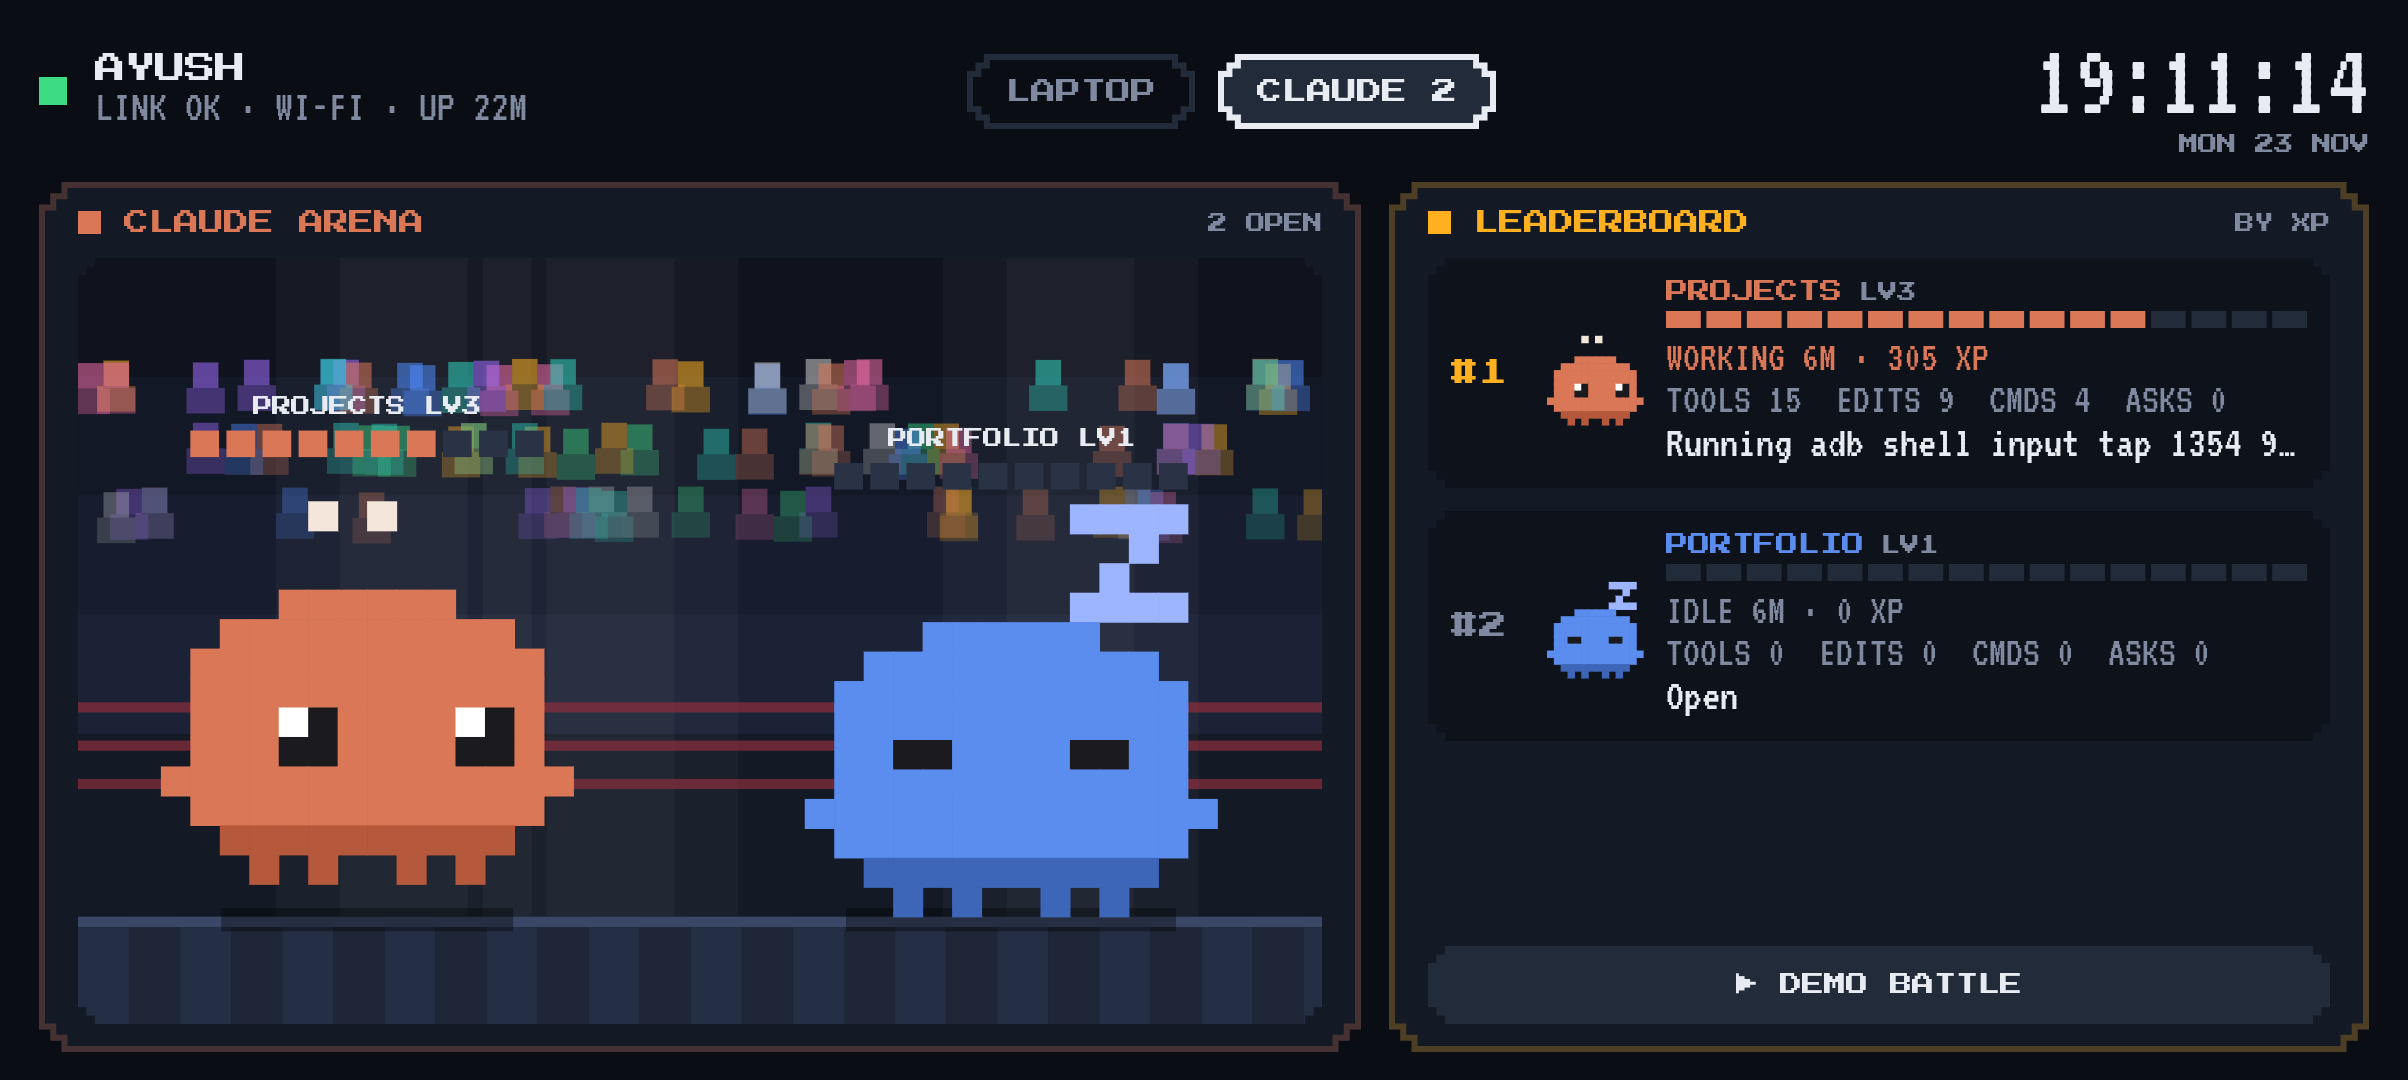 AYUSH
LINK OK · WI-FI · UP 22M
LAPTOP
CLAUDE 2
19:11:14
MON 23 NOV
CLAUDE ARENA
2 OPEN
PROJECTS LV3
PORTFOLIO LV1
Z
LEADERBOARD
BY XP
#1
PROJECTS LV3
WORKING 6M · 305 XP
TOOLS 15 EDITS 9 CMDS 4 ASKS 0
Running adb shell input tap 1354 9…
#2
Z
PORTFOLIO LV1
IDLE 6M · 0 XP
TOOLS 0 EDITS 0 CMDS 0 ASKS 0
Open
▶ DEMO BATTLE